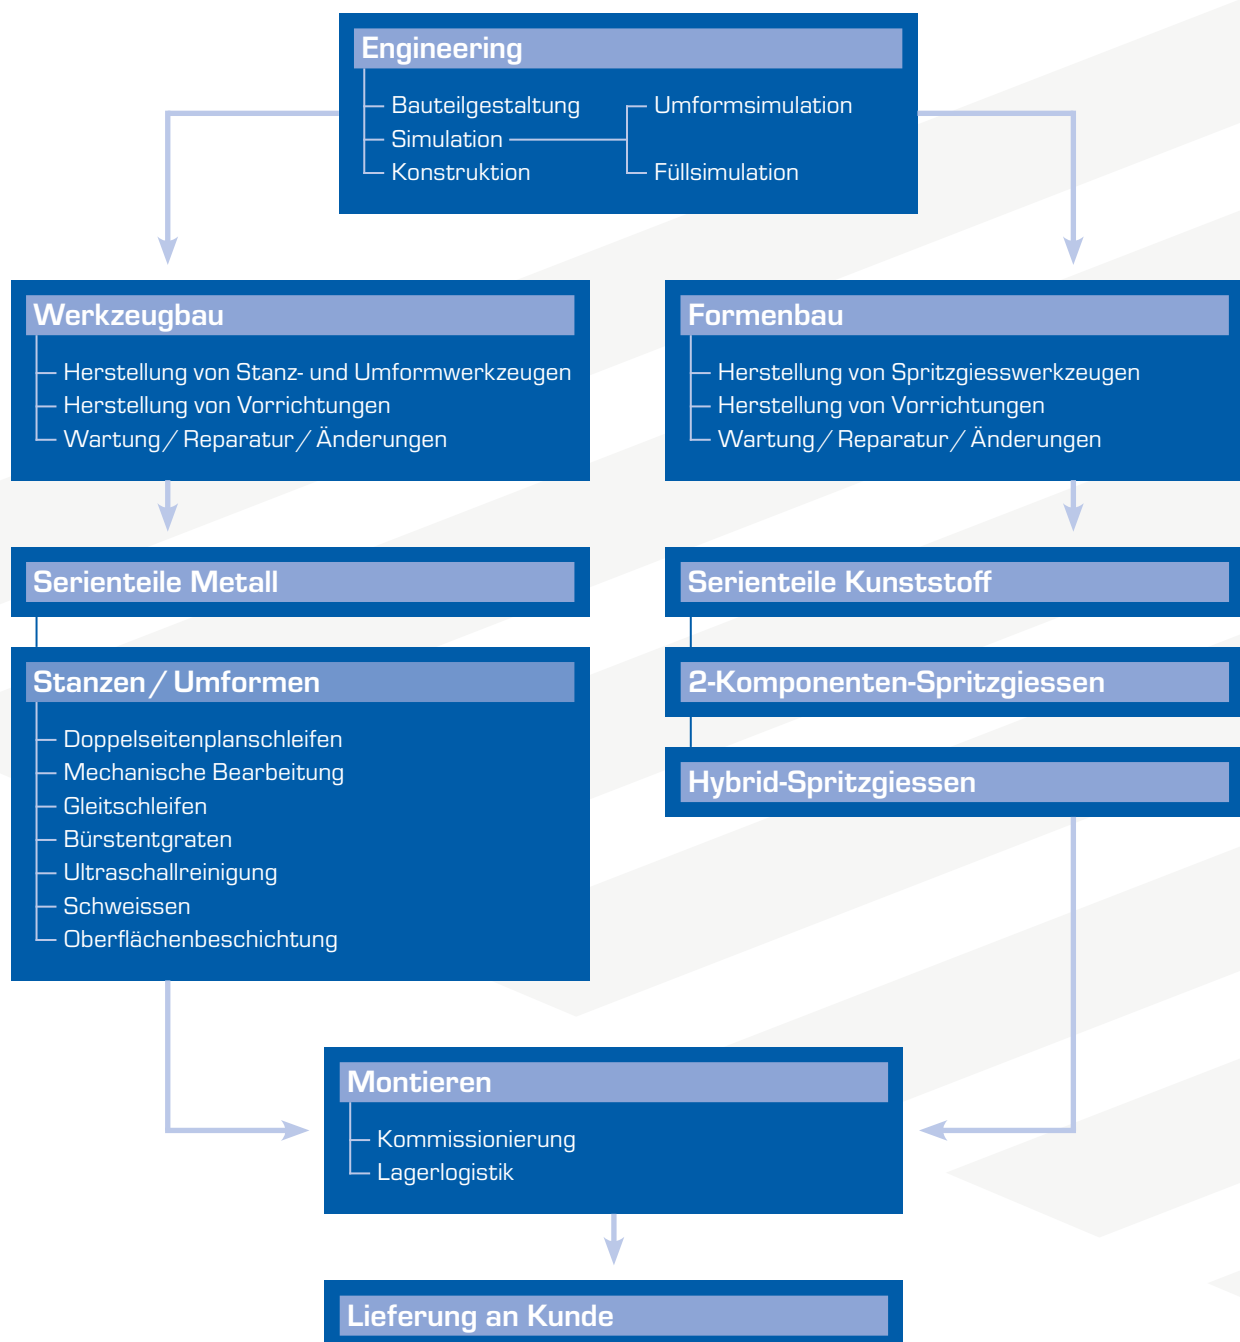 Engineering
Bauteilgestaltung
Umformsimulation
Simulation
Konstruktion
Füllsimulation
Werkzeugbau
Herstellung von Stanz- und Umformwerkzeugen
Herstellung von Vorrichtungen
Wartung / Reparatur / Änderungen
Formenbau
Herstellung von Spritzgiesswerkzeugen
Herstellung von Vorrichtungen
Wartung / Reparatur / Änderungen
Serienteile Metall
Stanzen / Umformen
Doppelseitenplanschleifen
Mechanische Bearbeitung
Gleitschleifen
Bürstentgraten
Ultraschallreinigung
Schweissen
Oberflächenbeschichtung
Serienteile Kunststoff
2-Komponenten-Spritzgiessen
Hybrid-Spritzgiessen
Montieren
Kommissionierung
Lagerlogistik
Lieferung an Kunde